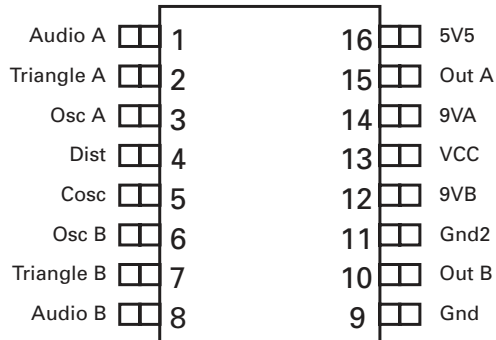 Audio A 1 16 5V5
Triangle A 2 15 Out A
Osc A 3 14 9VA
Dist 4 13 VCC
Cosc 5 12 9VB
Osc B 6 11 Gnd2
Triangle B 7 10 Out B
Audio B 8 9 Gnd